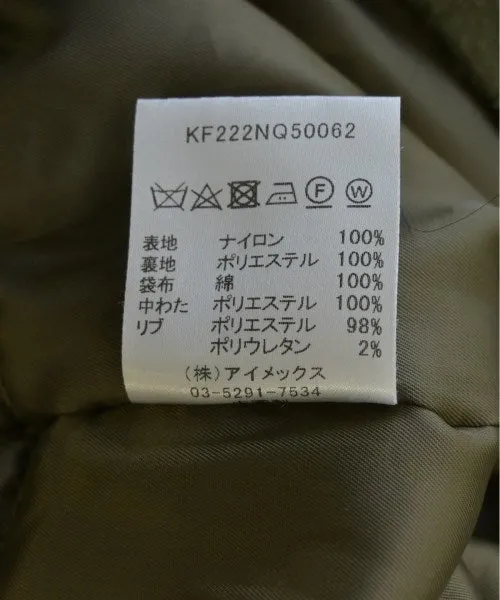 KF222NQ50062
F W
表地 ナイロン 100%
裏地 ポリエステル 100%
袋布 綿 100%
中わた ポリエステル 100%
リブ ポリエステル 98%
ポリウレタン 2%
(株)アイメックス
03-5291-7534